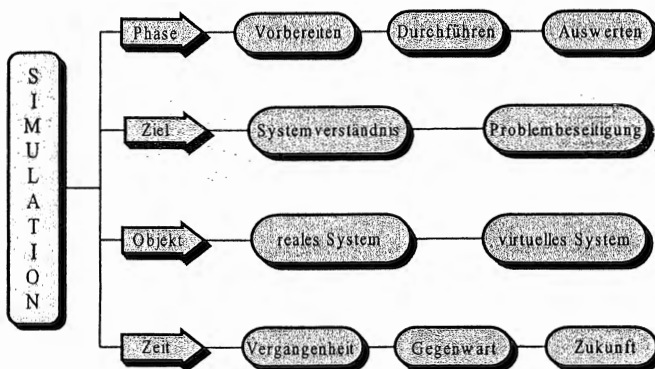 SIMULATION
Phase Vorbereiten Durchführen Auswerten
Ziel Systemverständnis Problembeseitigung
Objekt reales System virtuelles System
Zeit Vergangenheit Gegenwart Zukunft